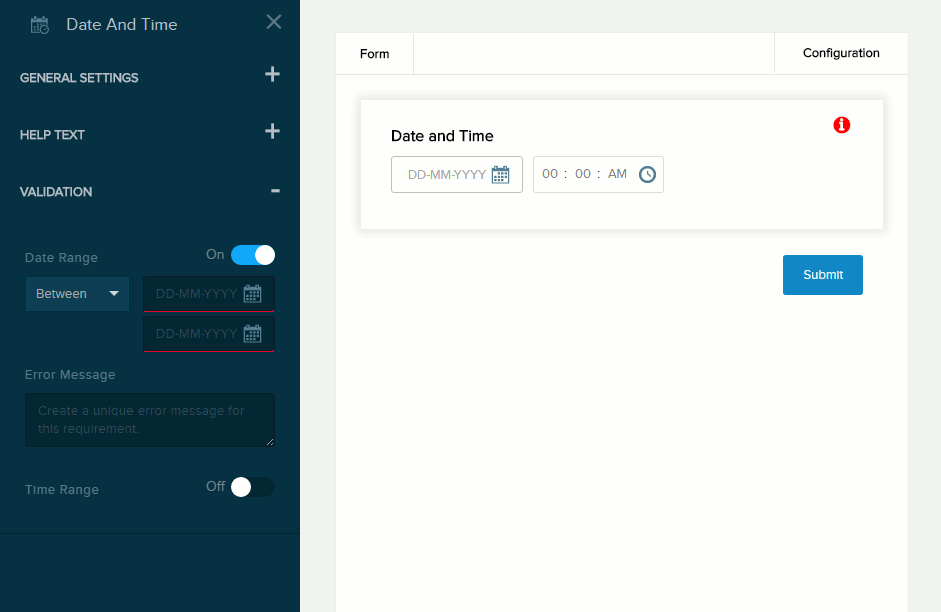 Date And Time
GENERAL SETTINGS
HELP TEXT
VALIDATION
Date Range
On
Between
DD-MM-YYYY
DD-MM-YYYY
Error Message
Create a unique error message for
this requirement.
Time Range
Off
Form
Configuration
Date and Time
DD-MM-YYYY
00 : 00 : AM
Submit